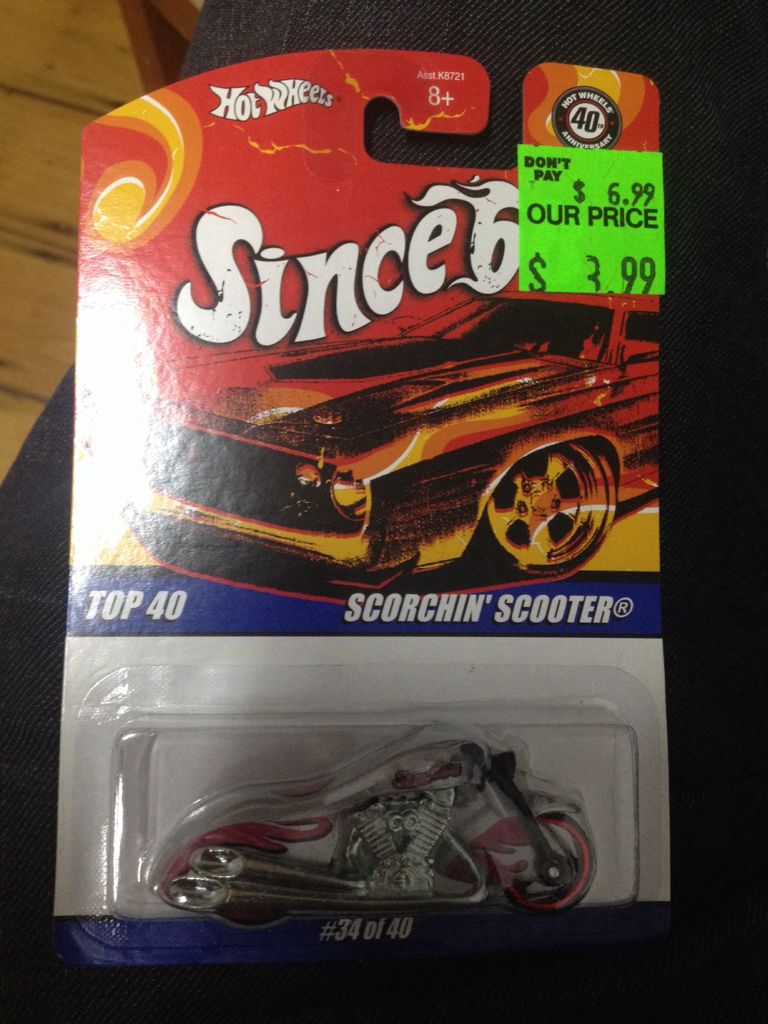 Hot Wheels
Asst.K8721
8+
HOT WHEELS
40TH
ANNIVERSARY
DON'T
PAY
$ 6.99
OUR PRICE
$ 3.99
Since 6
TOP 40
SCORCHIN' SCOOTER®
#34 of 40